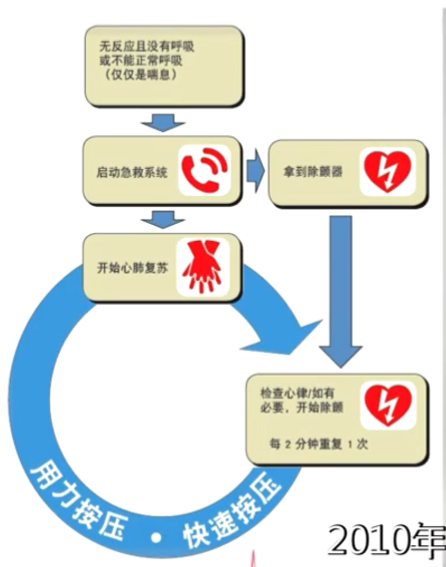 无反应且没有呼吸
或不能正常呼吸
（仅仅是喘息）
启动急救系统
拿到除颤器
开始心肺复苏
检查心律/如有
必要，开始除颤
每 2 分钟重复 1 次
用力按压 · 快速按压
2010年